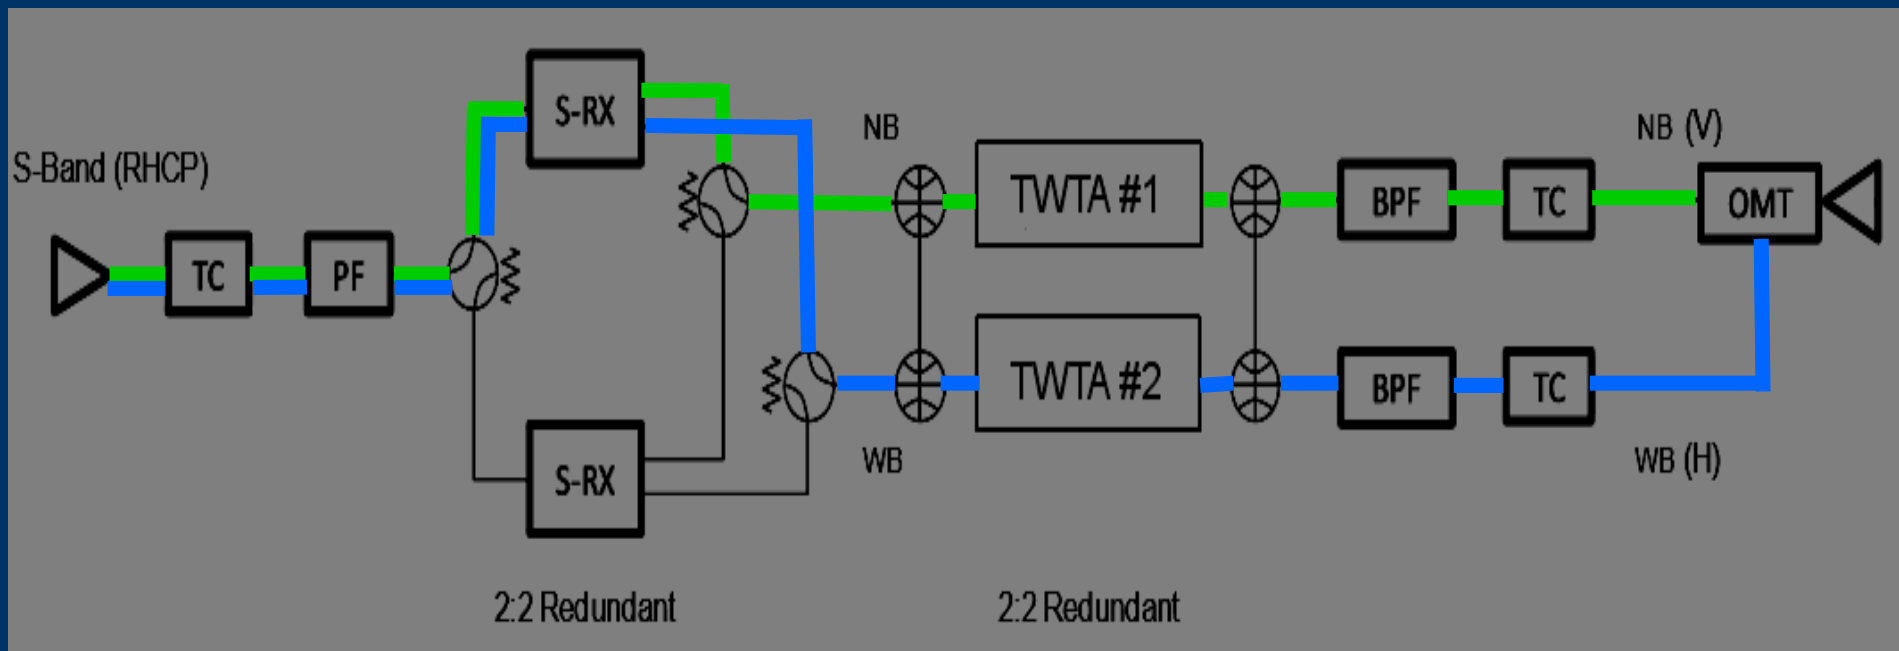 S-Band (RHCP)
TC
PF
S-RX
S-RX
2:2 Redundant
NB
WB
TWTA #1
TWTA #2
2:2 Redundant
BPF
TC
NB (V)
OMT
BPF
TC
WB (H)